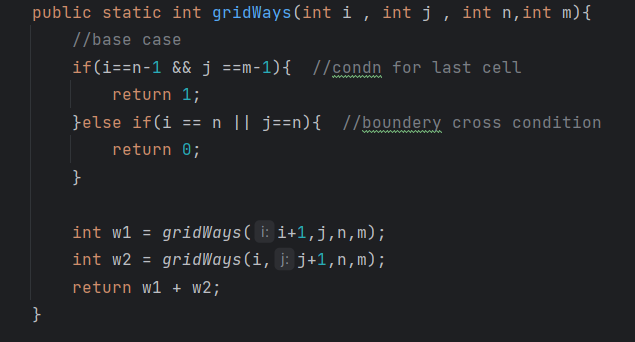 public static int gridWays(int i , int j , int n,int m){
//base case
if(i==n-1 && j ==m-1){  //condn for last cell
return 1;
}else if(i == n || j==n){  //boundery cross condition
return 0;
}
int w1 = gridWays( i: i+1,j,n,m);
int w2 = gridWays(i, j: j+1,n,m);
return w1 + w2;
}